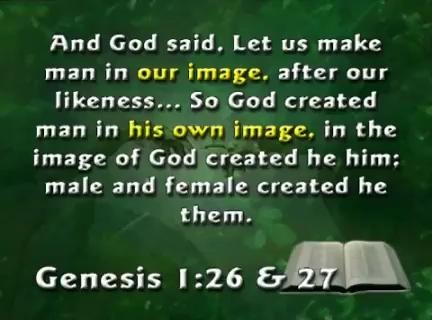 And God said, Let us make
man in our image, after our
likeness... So God created
man in his own image, in the
image of God created he him;
male and female created he
them.
Genesis 1:26 & 27